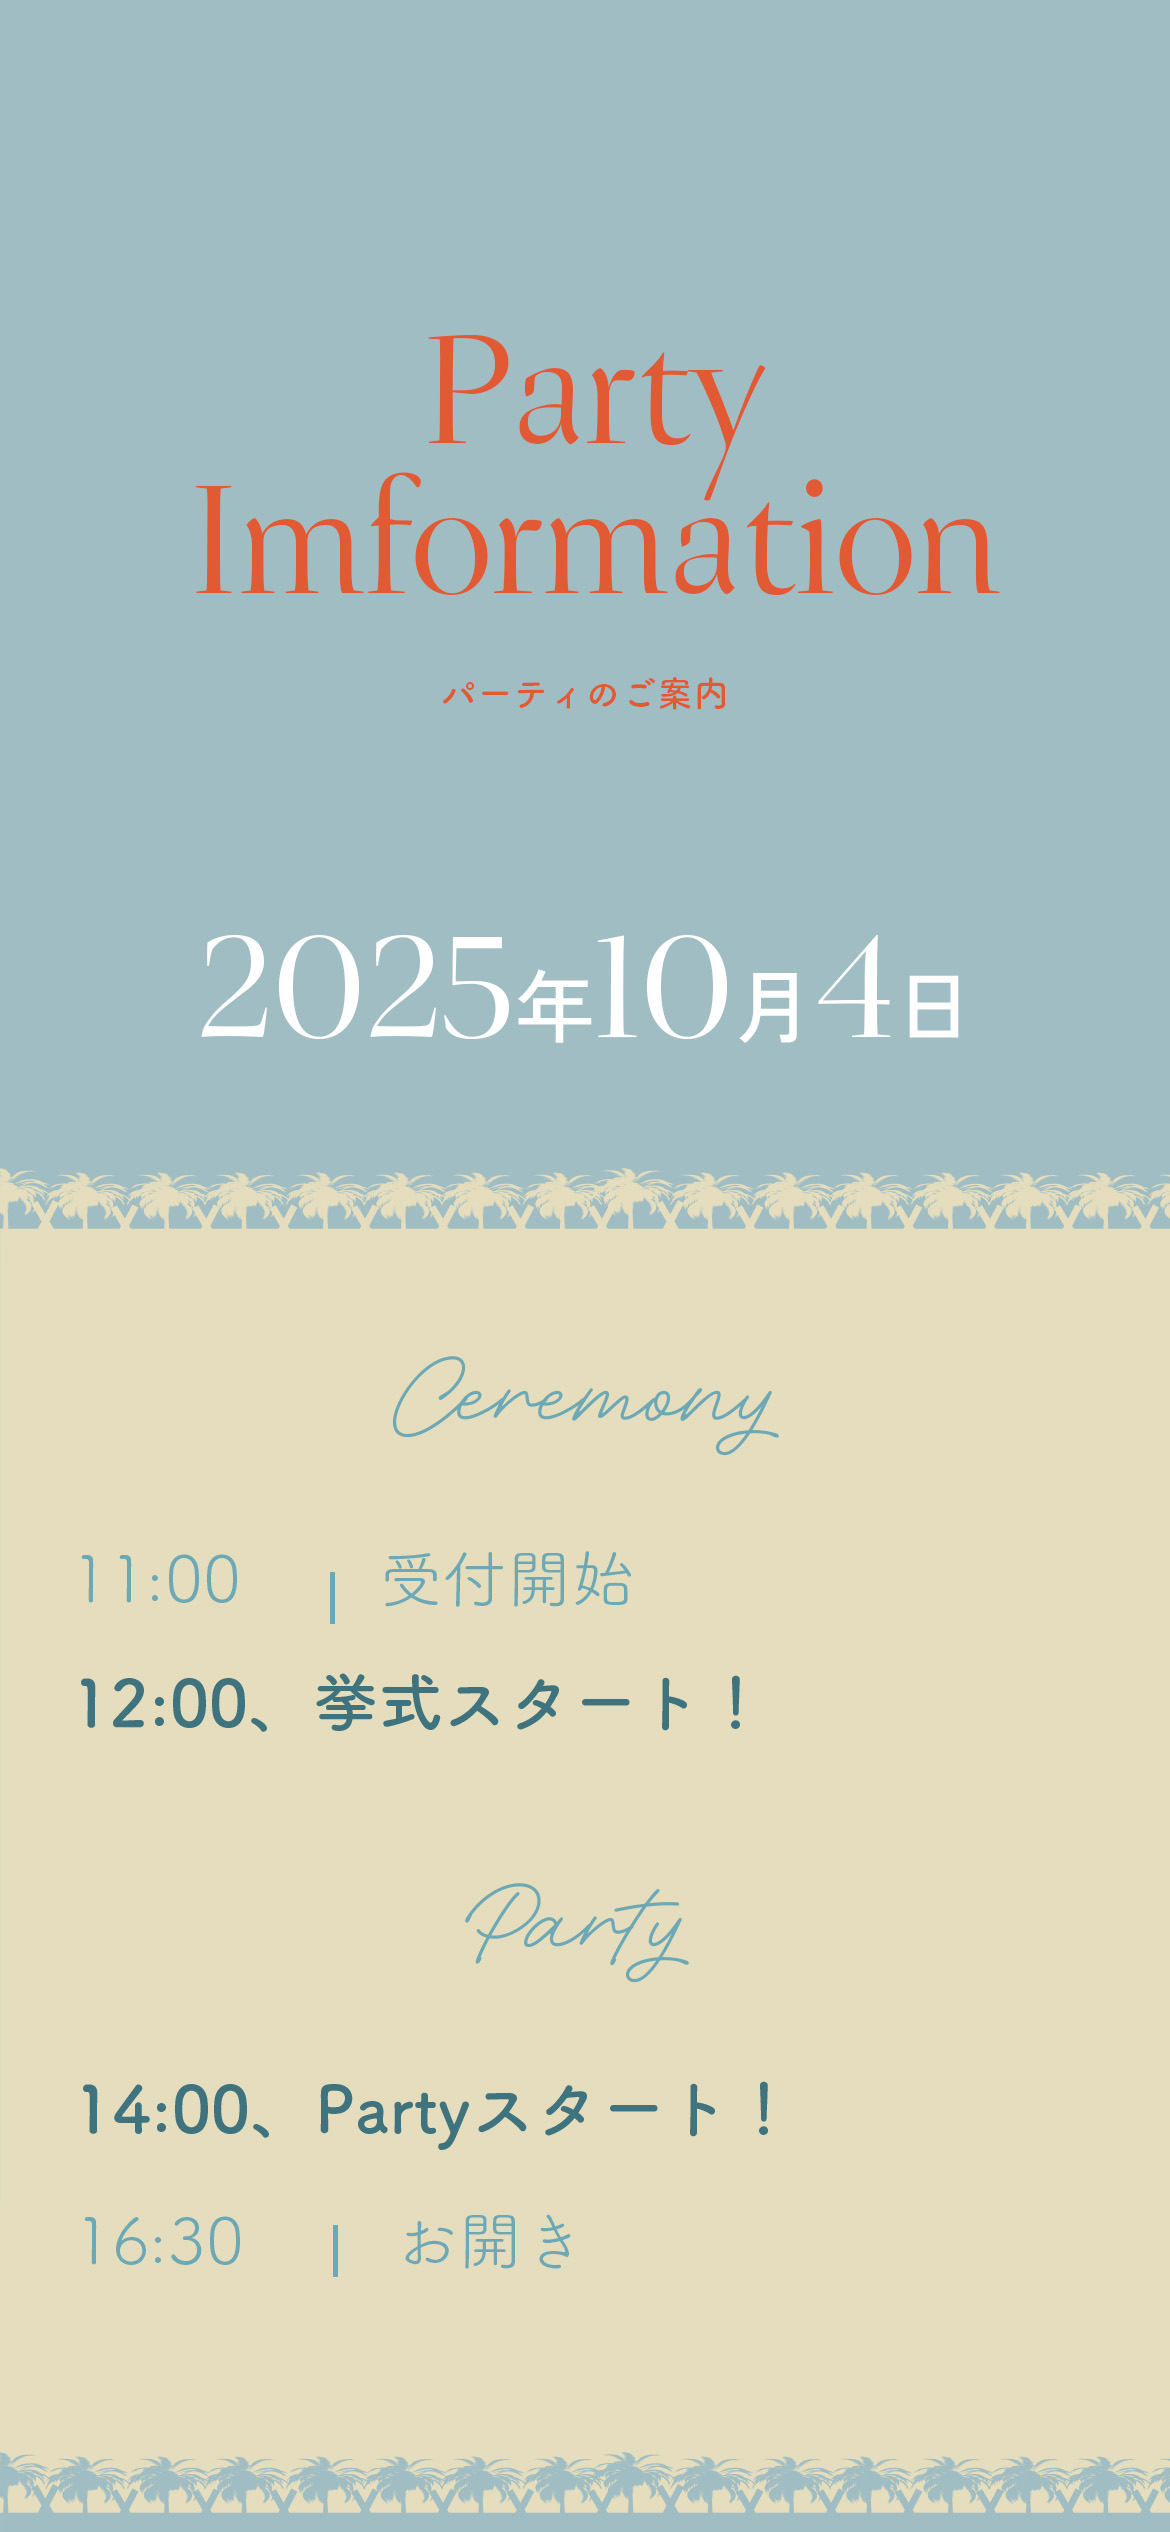 Party
Imformation
パーティのご案内
2025年10月4日
Ceremony
11:00 | 受付開始
12:00、挙式スタート！
Party
14:00、Partyスタート！
16:30 | お開き